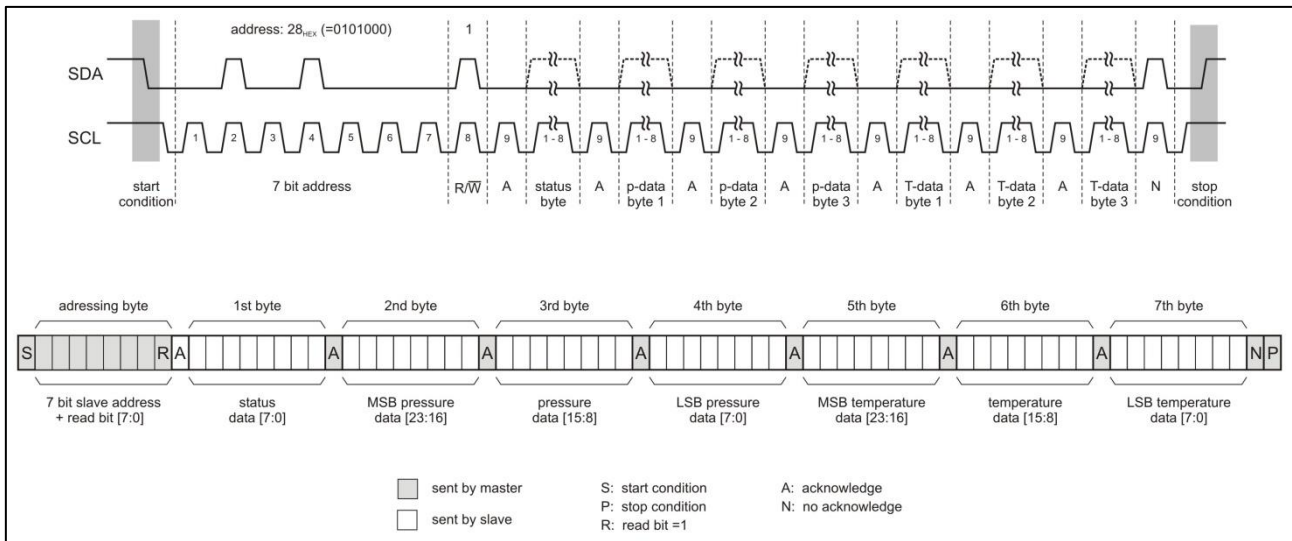 address: 28HEX (=0101000) 1
SDA
SCL 1 2 3 4 5 6 7 8 9 1 - 8 9 1 - 8 9 1 - 8 9 1 - 8 9 1 - 8 9 1 - 8 9 1 - 8 9
start condition
7 bit address
R/W
A
status byte
A
p-data byte 1
A
p-data byte 2
A
p-data byte 3
A
T-data byte 1
A
T-data byte 2
A
T-data byte 3
N
stop condition
adressing byte 1st byte 2nd byte 3rd byte 4th byte 5th byte 6th byte 7th byte
S R A A A A A A A N P
7 bit slave address + read bit [7:0]
status data [7:0]
MSB pressure data [23:16]
pressure data [15:8]
LSB pressure data [7:0]
MSB temperature data [23:16]
temperature data [15:8]
LSB temperature data [7:0]
sent by master
sent by slave
S: start condition
P: stop condition
R: read bit =1
A: acknowledge
N: no acknowledge